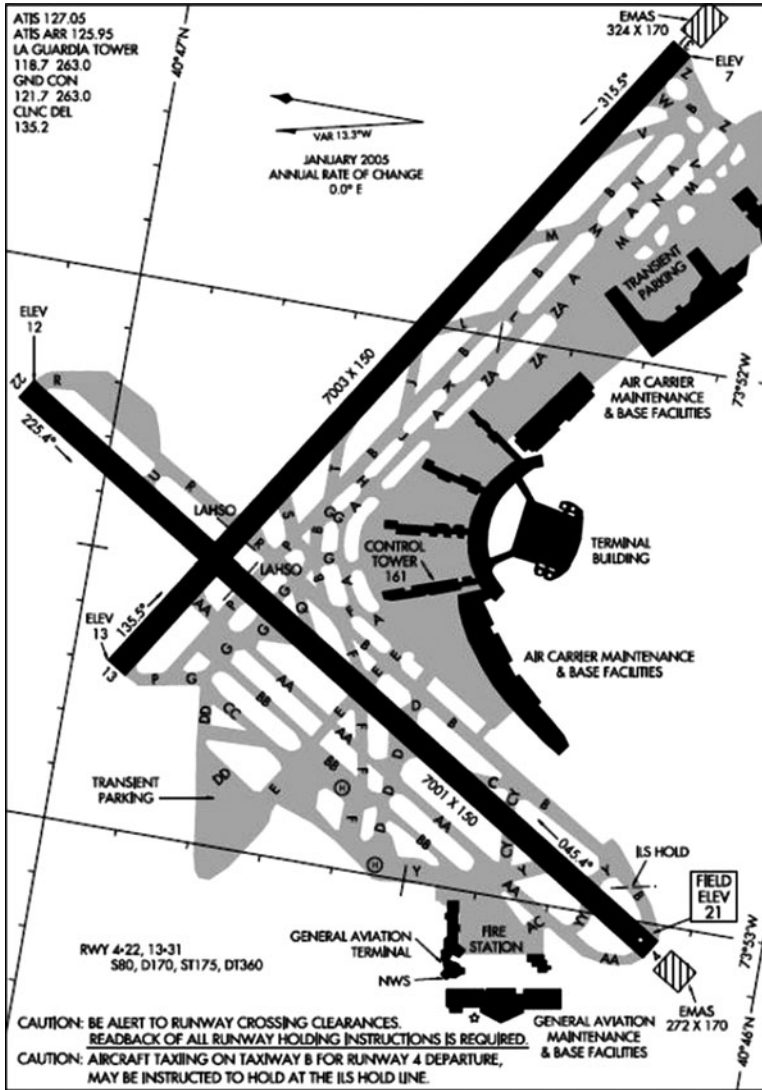 ATIS 127.05
ATIS ARR 125.95
LA GUARDIA TOWER
118.7 263.0
GND CON
121.7 263.0
CLNC DEL
135.2
40°47'N
EMAS
324 X 170
ELEV
7
315.5°
VAR 13.3°W
JANUARY 2005
ANNUAL RATE OF CHANGE
0.0° E
TRANSIENT
PARKING
ELEV
12
22
225.4°
7003 X 150
73°52'W
AIR CARRIER
MAINTENANCE
& BASE FACILITIES
LAHSO
LAHSO
CONTROL
TOWER
161
TERMINAL
BUILDING
ELEV
13
135.5°
13
AIR CARRIER MAINTENANCE
& BASE FACILITIES
TRANSIENT
PARKING
7001 X 150
045.4°
ILS HOLD
FIELD
ELEV
21
4
RWY 4-22, 13-31
S80, D170, ST175, DT360
GENERAL AVIATION
TERMINAL
NWS
FIRE
STATION
73°53'W
EMAS
272 X 170
40°46'N
GENERAL AVIATION
MAINTENANCE
& BASE FACILITIES
CAUTION: BE ALERT TO RUNWAY CROSSING CLEARANCES.
READBACK OF ALL RUNWAY HOLDING INSTRUCTIONS IS REQUIRED.
CAUTION: AIRCRAFT TAXIING ON TAXIWAY B FOR RUNWAY 4 DEPARTURE,
MAY BE INSTRUCTED TO HOLD AT THE ILS HOLD LINE.